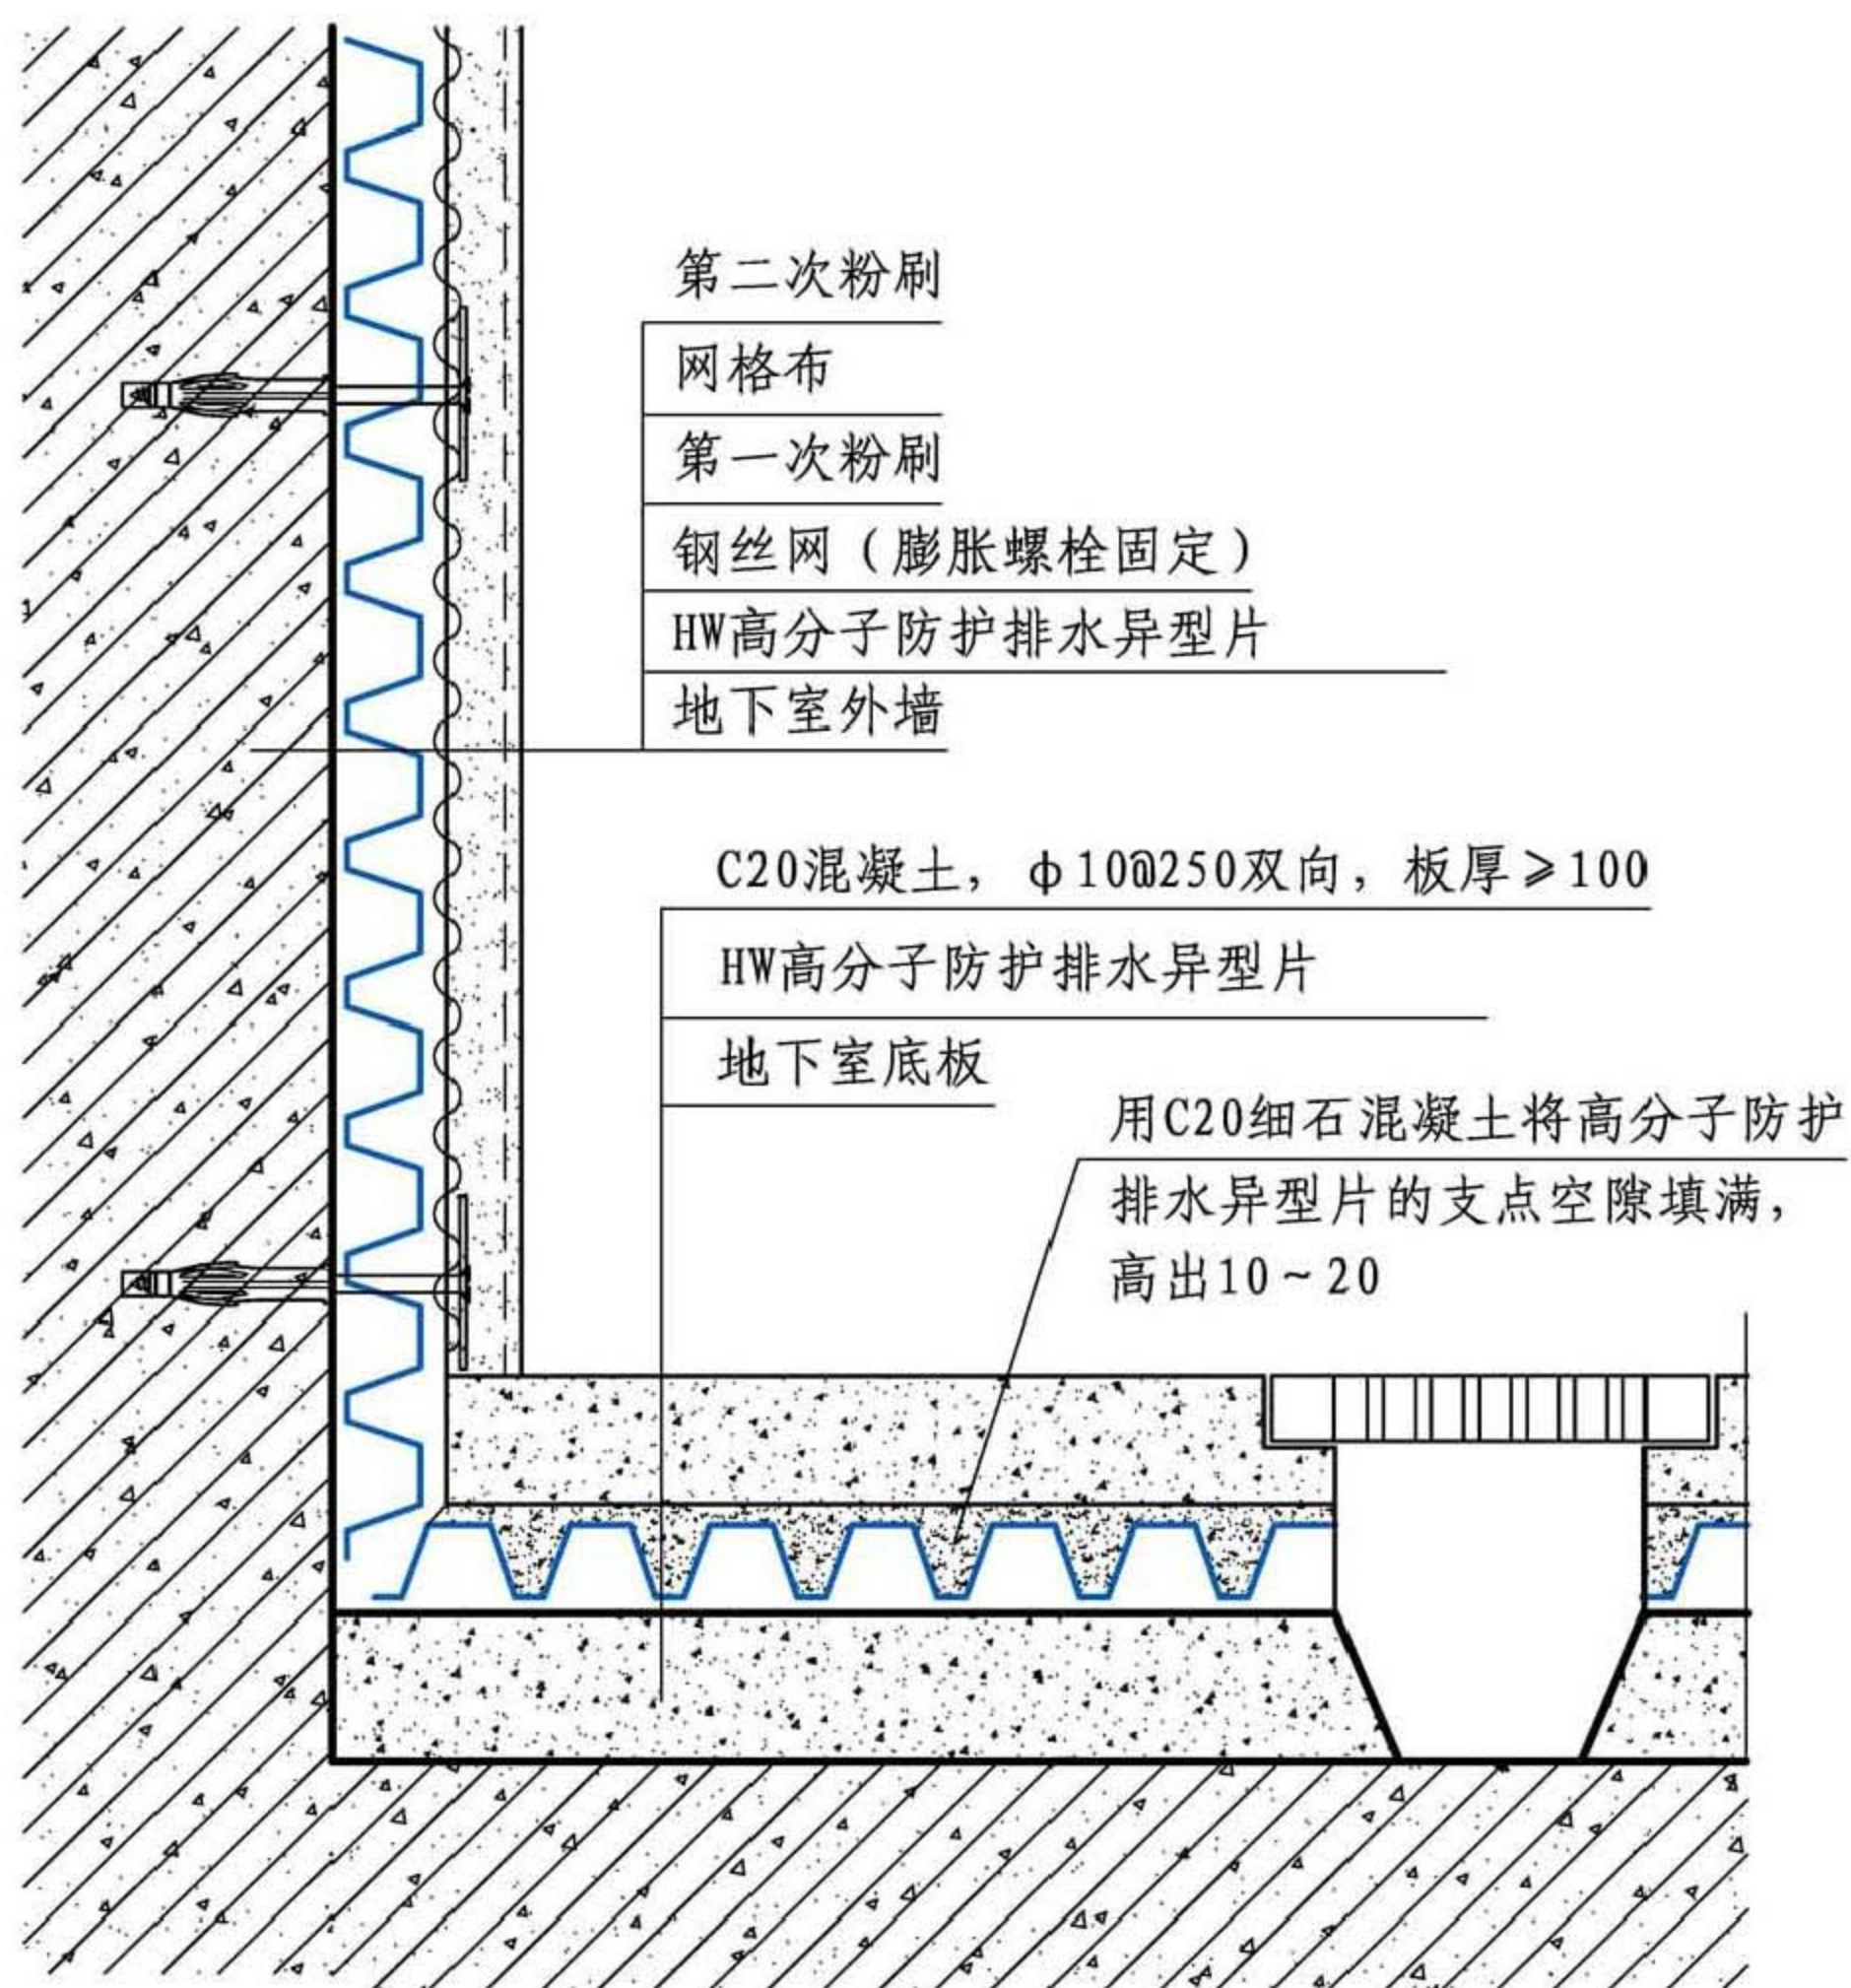 第二次粉刷
网格布
第一次粉刷
钢丝网（膨胀螺栓固定）
HW高分子防护排水异型片
地下室外墙
C20混凝土，ф10@250双向，板厚≥100
HW高分子防护排水异型片
地下室底板
用C20细石混凝土将高分子防护
排水异型片的支点空隙填满，
高出10~20